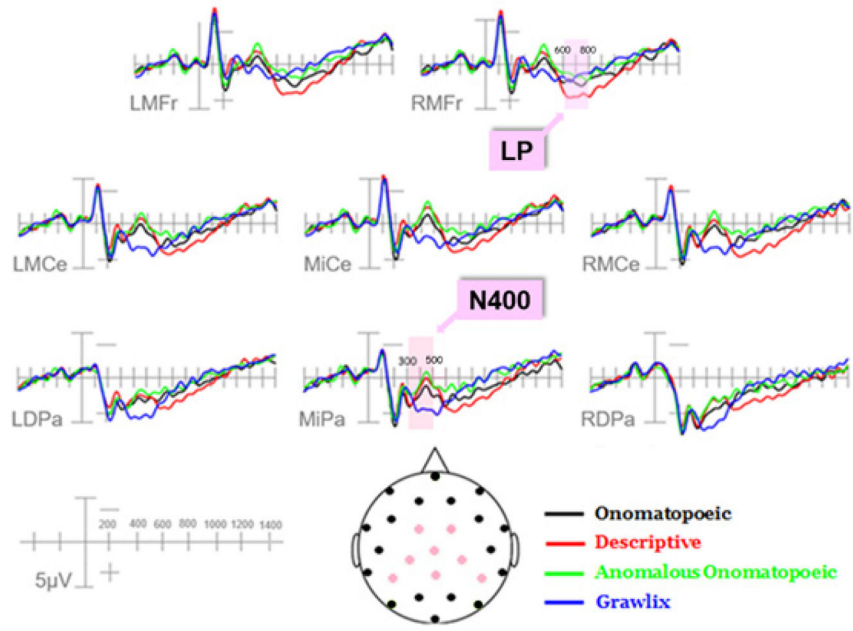 600 800
LMFr
RMFr
LP
LMCe
MiCe
RMCe
N400
300 500
LDPa
MiPa
RDPa
200 400 600 800 1000 1200 1400
5μV
Onomatopoeic
Descriptive
Anomalous Onomatopoeic
Grawlix